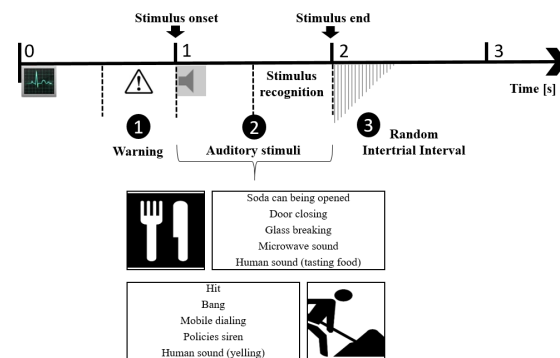 Stimulus onset
Stimulus end
0
1
2
3
Time [s]
Stimulus
recognition
1
2
3
Warning
Auditory stimuli
Random
Intertrial Interval
Soda can being opened
Door closing
Glass breaking
Microwave sound
Human sound (tasting food)
Hit
Bang
Mobile dialing
Policies siren
Human sound (yelling)